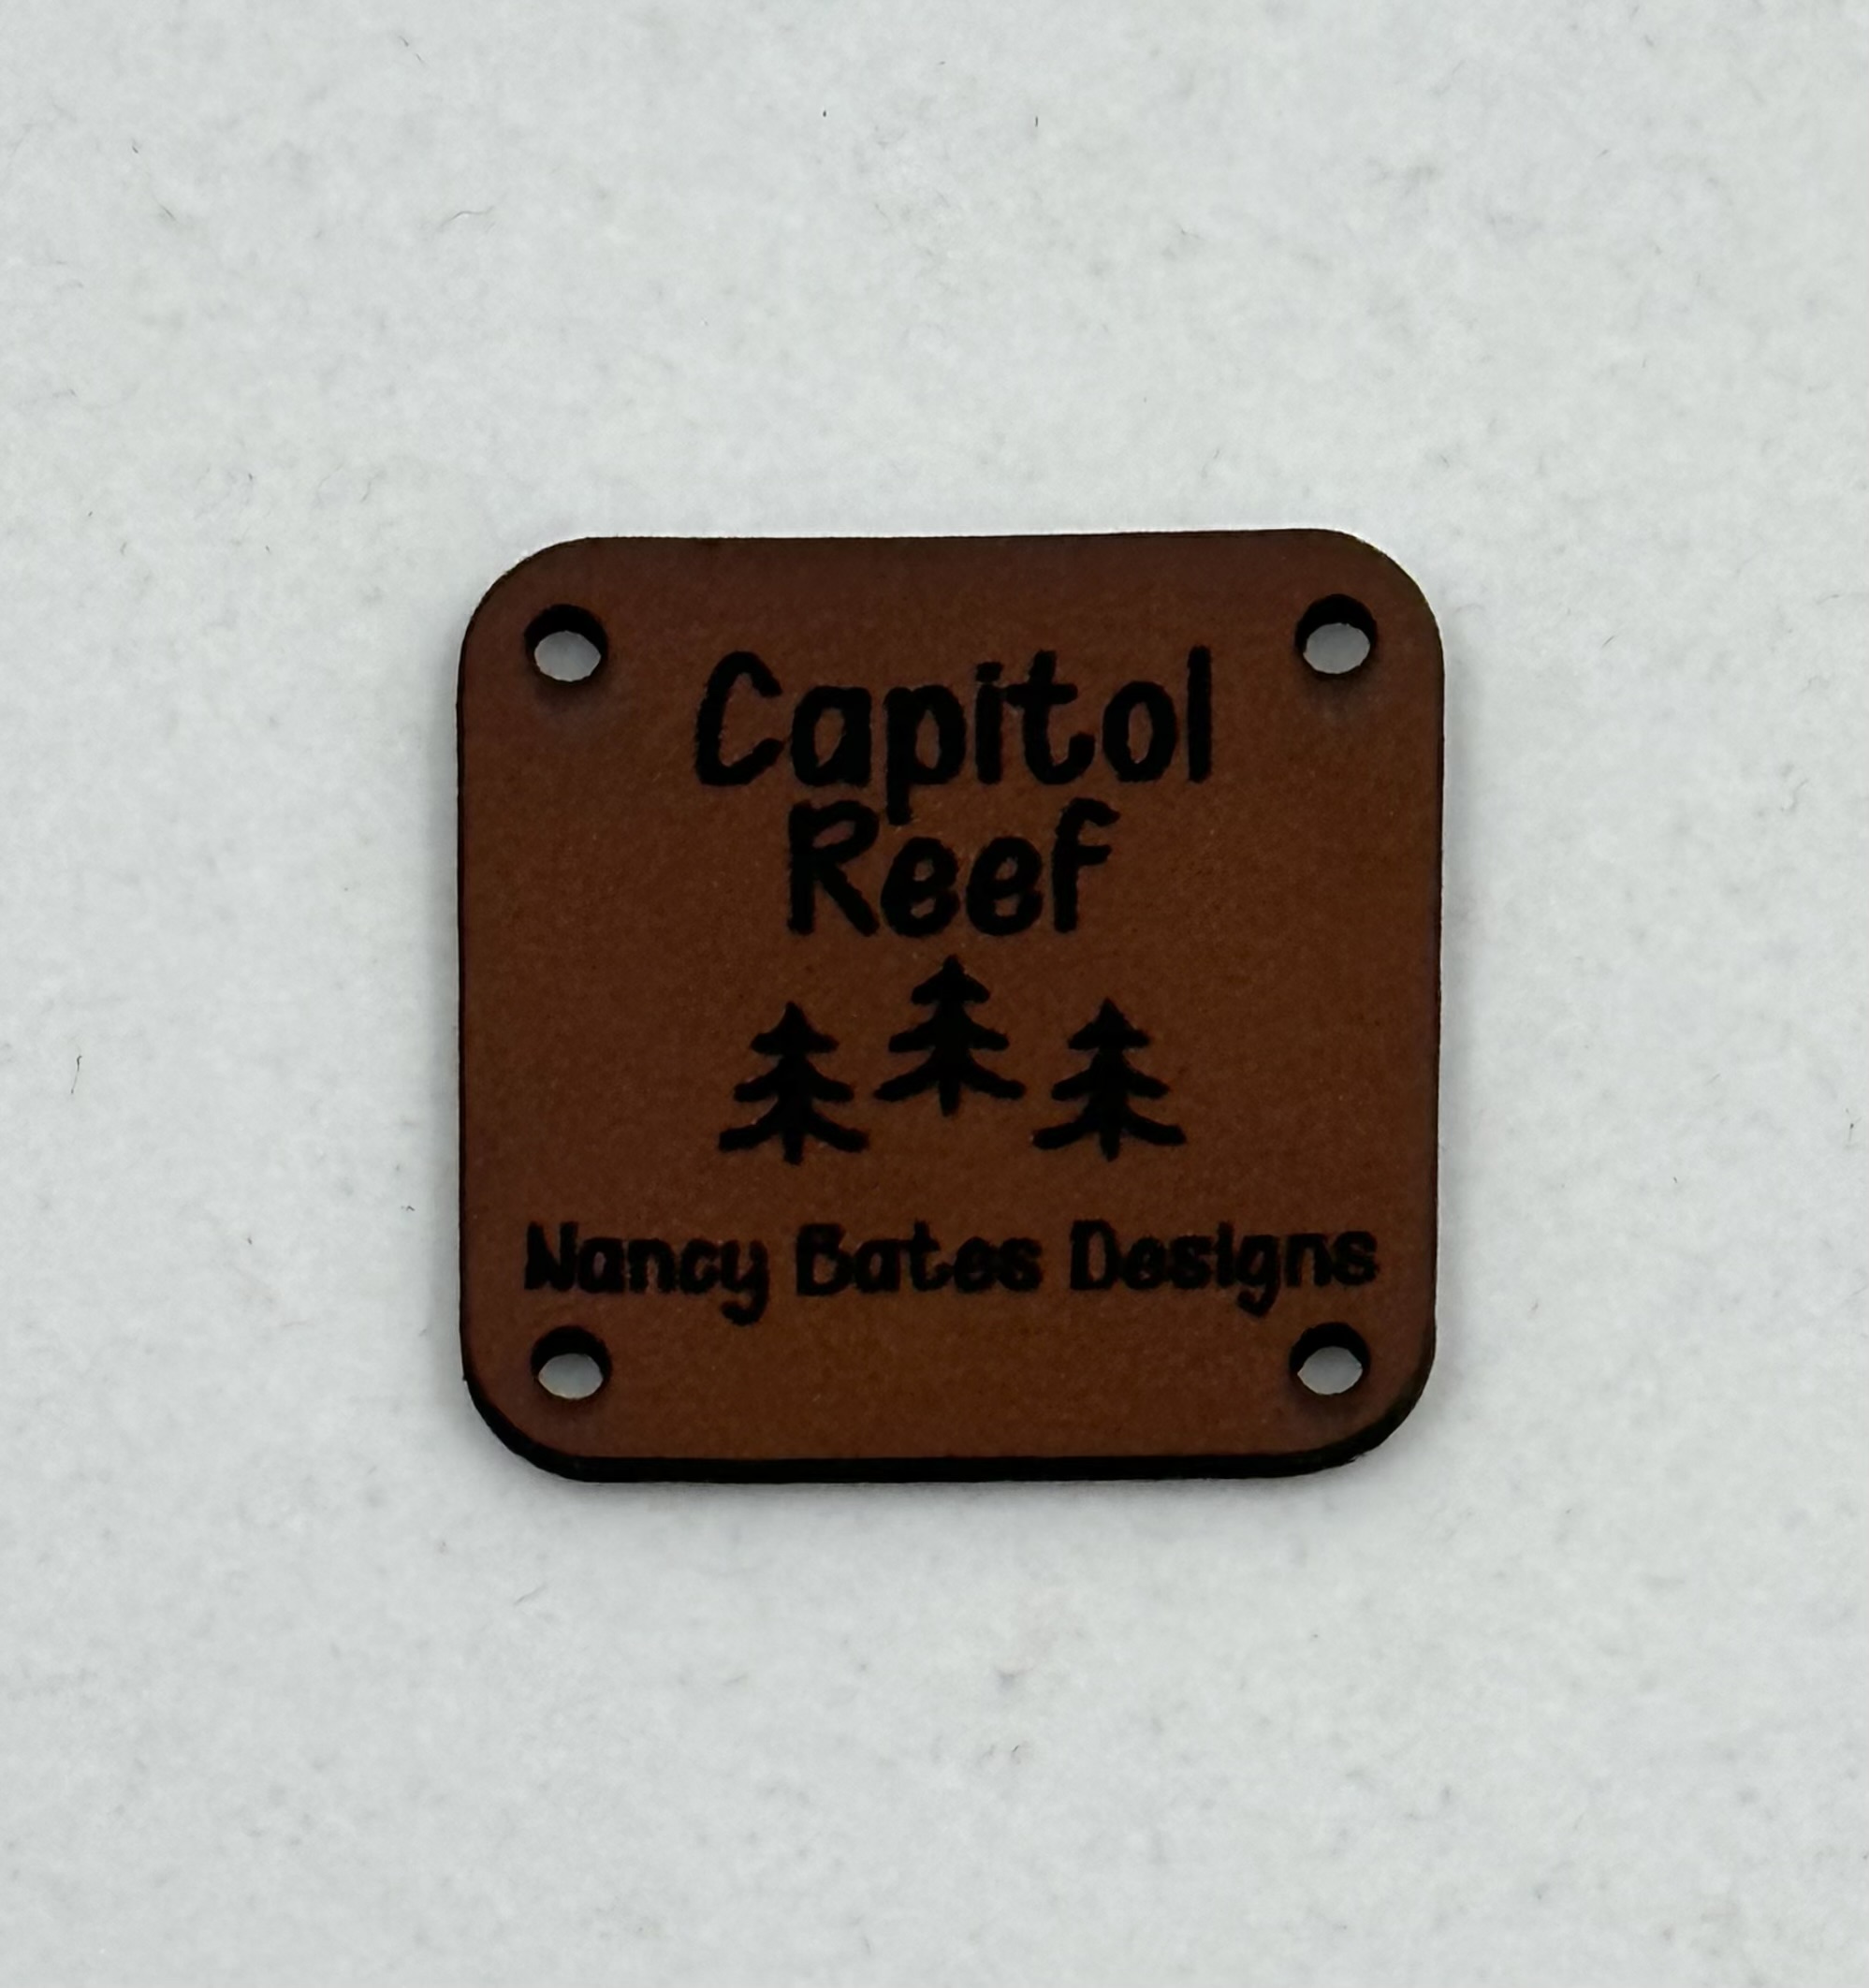 Capitol
Reef
Nancy Bates Designs